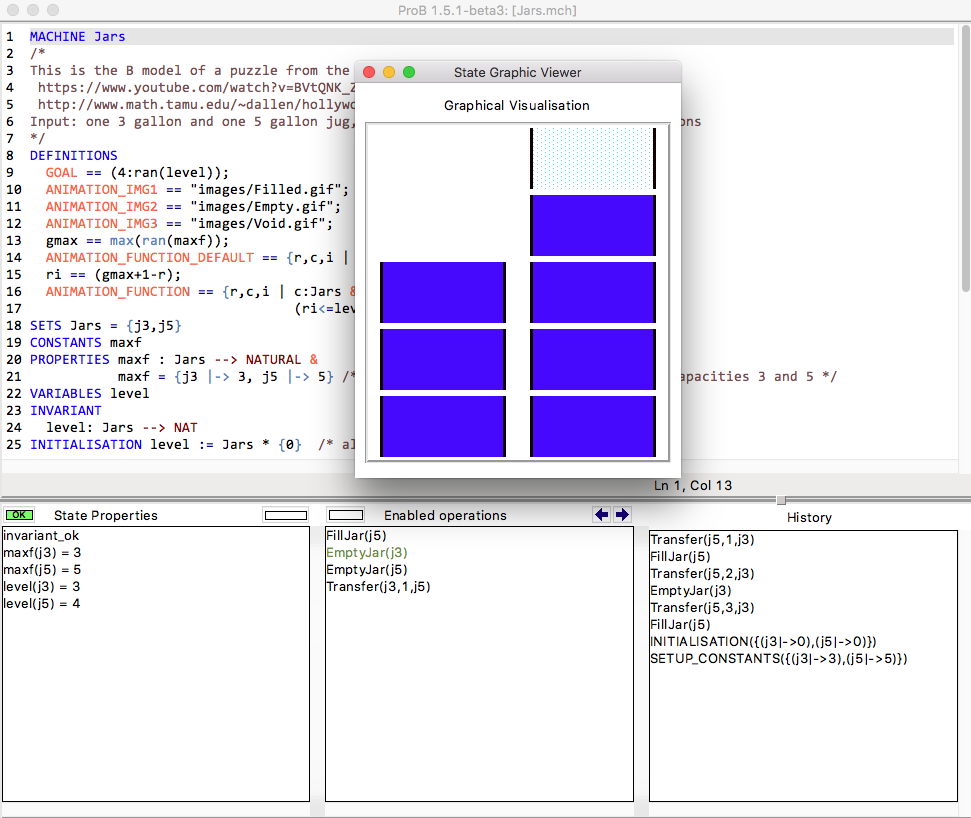 ProB 1.5.1-beta3: [Jars.mch]
1 MACHINE Jars
2 /*
3 This is the B model of a puzzle from the
4 https://www.youtube.com/watch?v=BVtQNK_Z
5 http://www.math.tamu.edu/~dallen/hollywo
6 Input: one 3 gallon and one 5 gallon jug, ons
7 */
8 DEFINITIONS
9 GOAL == (4:ran(level));
10 ANIMATION_IMG1 == "images/Filled.gif";
11 ANIMATION_IMG2 == "images/Empty.gif";
12 ANIMATION_IMG3 == "images/Void.gif";
13 gmax == max(ran(maxf));
14 ANIMATION_FUNCTION_DEFAULT == {r,c,i |
15 ri == (gmax+1-r);
16 ANIMATION_FUNCTION == {r,c,i | c:Jars &
17 (ri<=lev
18 SETS Jars = {j3,j5}
19 CONSTANTS maxf
20 PROPERTIES maxf : Jars --> NATURAL &
21 maxf = {j3 |-> 3, j5 |-> 5} /* apacities 3 and 5 */
22 VARIABLES level
23 INVARIANT
24 level: Jars --> NAT
25 INITIALISATION level := Jars * {0} /* al
State Graphic Viewer
Graphical Visualisation
Ln 1, Col 13
OK State Properties
invariant_ok
maxf(j3) = 3
maxf(j5) = 5
level(j3) = 3
level(j5) = 4
Enabled operations
FillJar(j5)
EmptyJar(j3)
EmptyJar(j5)
Transfer(j3,1,j5)
History
Transfer(j5,1,j3)
FillJar(j5)
Transfer(j5,2,j3)
EmptyJar(j3)
Transfer(j5,3,j3)
FillJar(j5)
INITIALISATION({(j3|->0),(j5|->0)})
SETUP_CONSTANTS({(j3|->3),(j5|->5)})